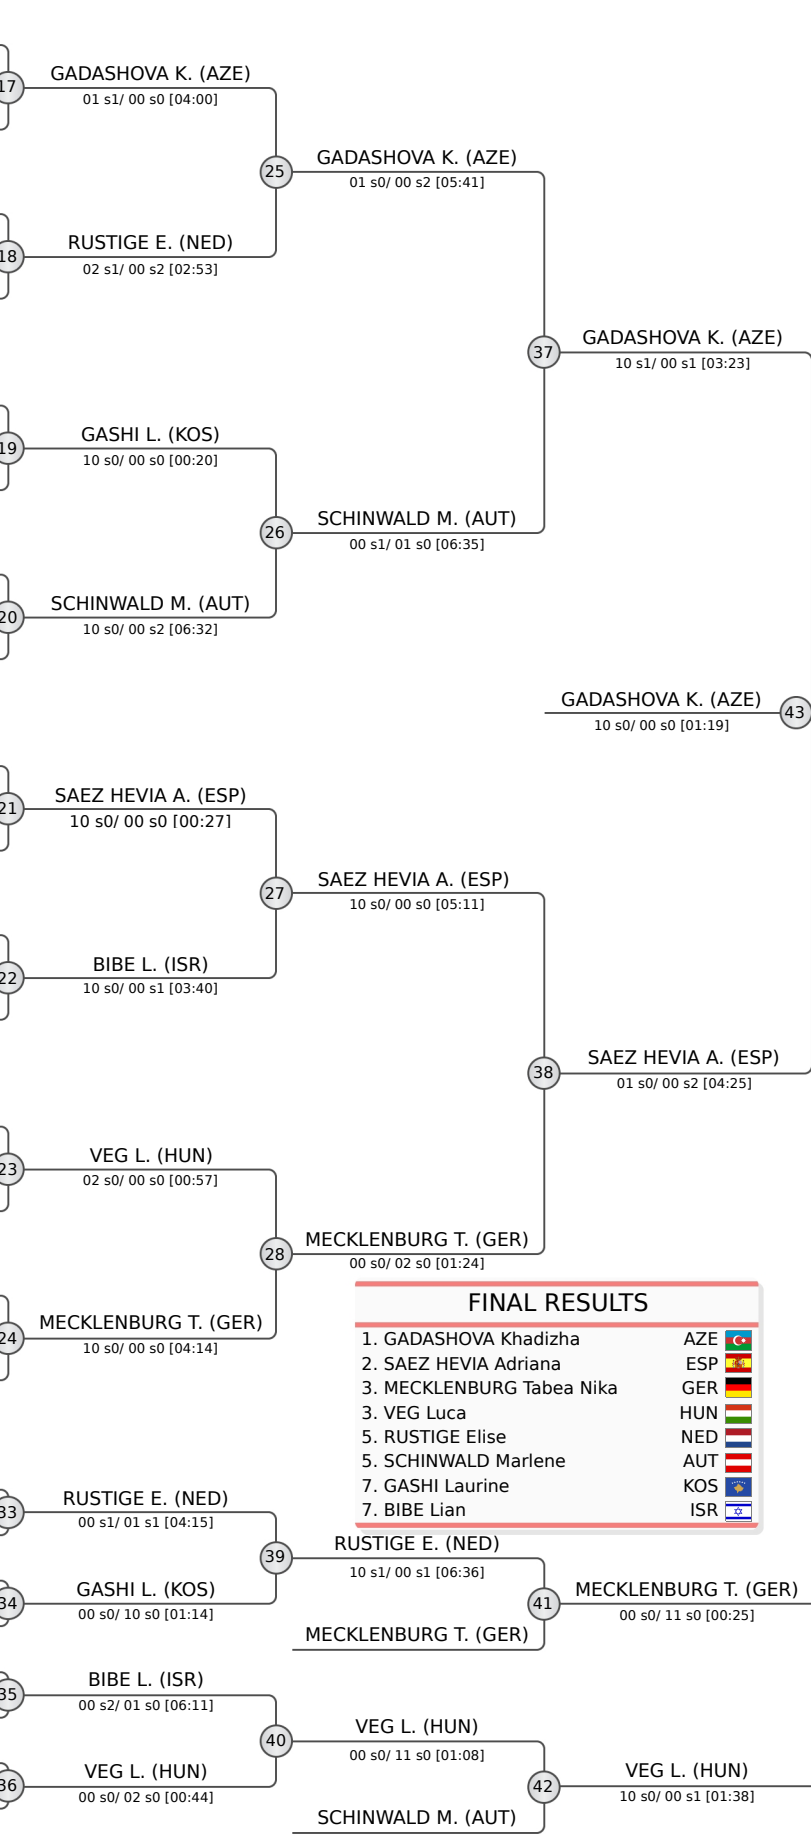 GADASHOVA K. (AZE)
17
01 s1/ 00 s0 [04:00]
GADASHOVA K. (AZE)
25
01 s0/ 00 s2 [05:41]
RUSTIGE E. (NED)
18
02 s1/ 00 s2 [02:53]
GADASHOVA K. (AZE)
37
10 s1/ 00 s1 [03:23]
GASHI L. (KOS)
19
10 s0/ 00 s0 [00:20]
SCHINWALD M. (AUT)
26
00 s1/ 01 s0 [06:35]
SCHINWALD M. (AUT)
20
10 s0/ 00 s2 [06:32]
GADASHOVA K. (AZE)
43
10 s0/ 00 s0 [01:19]
SAEZ HEVIA A. (ESP)
21
10 s0/ 00 s0 [00:27]
SAEZ HEVIA A. (ESP)
27
10 s0/ 00 s0 [05:11]
BIBE L. (ISR)
22
10 s0/ 00 s1 [03:40]
SAEZ HEVIA A. (ESP)
38
01 s0/ 00 s2 [04:25]
VEG L. (HUN)
23
02 s0/ 00 s0 [00:57]
MECKLENBURG T. (GER)
28
00 s0/ 02 s0 [01:24]
MECKLENBURG T. (GER)
24
10 s0/ 00 s0 [04:14]
FINAL RESULTS
1. GADASHOVA Khadizha AZE
2. SAEZ HEVIA Adriana ESP
3. MECKLENBURG Tabea Nika GER
3. VEG Luca HUN
5. RUSTIGE Elise NED
5. SCHINWALD Marlene AUT
7. GASHI Laurine KOS
7. BIBE Lian ISR
RUSTIGE E. (NED)
33
00 s1/ 01 s1 [04:15]
RUSTIGE E. (NED)
39
10 s1/ 00 s1 [06:36]
GASHI L. (KOS)
34
00 s0/ 10 s0 [01:14]
MECKLENBURG T. (GER)
41
00 s0/ 11 s0 [00:25]
MECKLENBURG T. (GER)
BIBE L. (ISR)
35
00 s2/ 01 s0 [06:11]
VEG L. (HUN)
40
00 s0/ 11 s0 [01:08]
VEG L. (HUN)
36
00 s0/ 02 s0 [00:44]
VEG L. (HUN)
42
10 s0/ 00 s1 [01:38]
SCHINWALD M. (AUT)